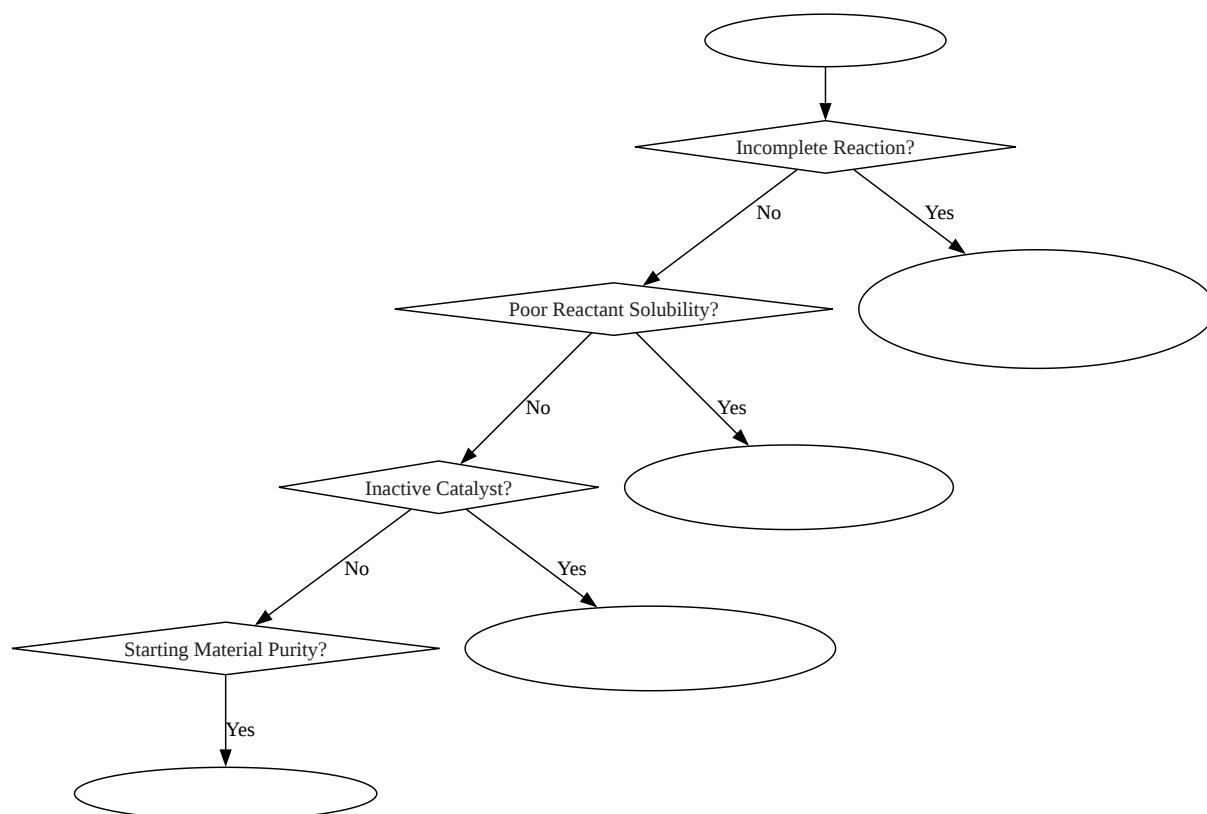 Incomplete Reaction?
No
Yes
Poor Reactant Solubility?
No
Yes
Inactive Catalyst?
No
Yes
Starting Material Purity?
Yes